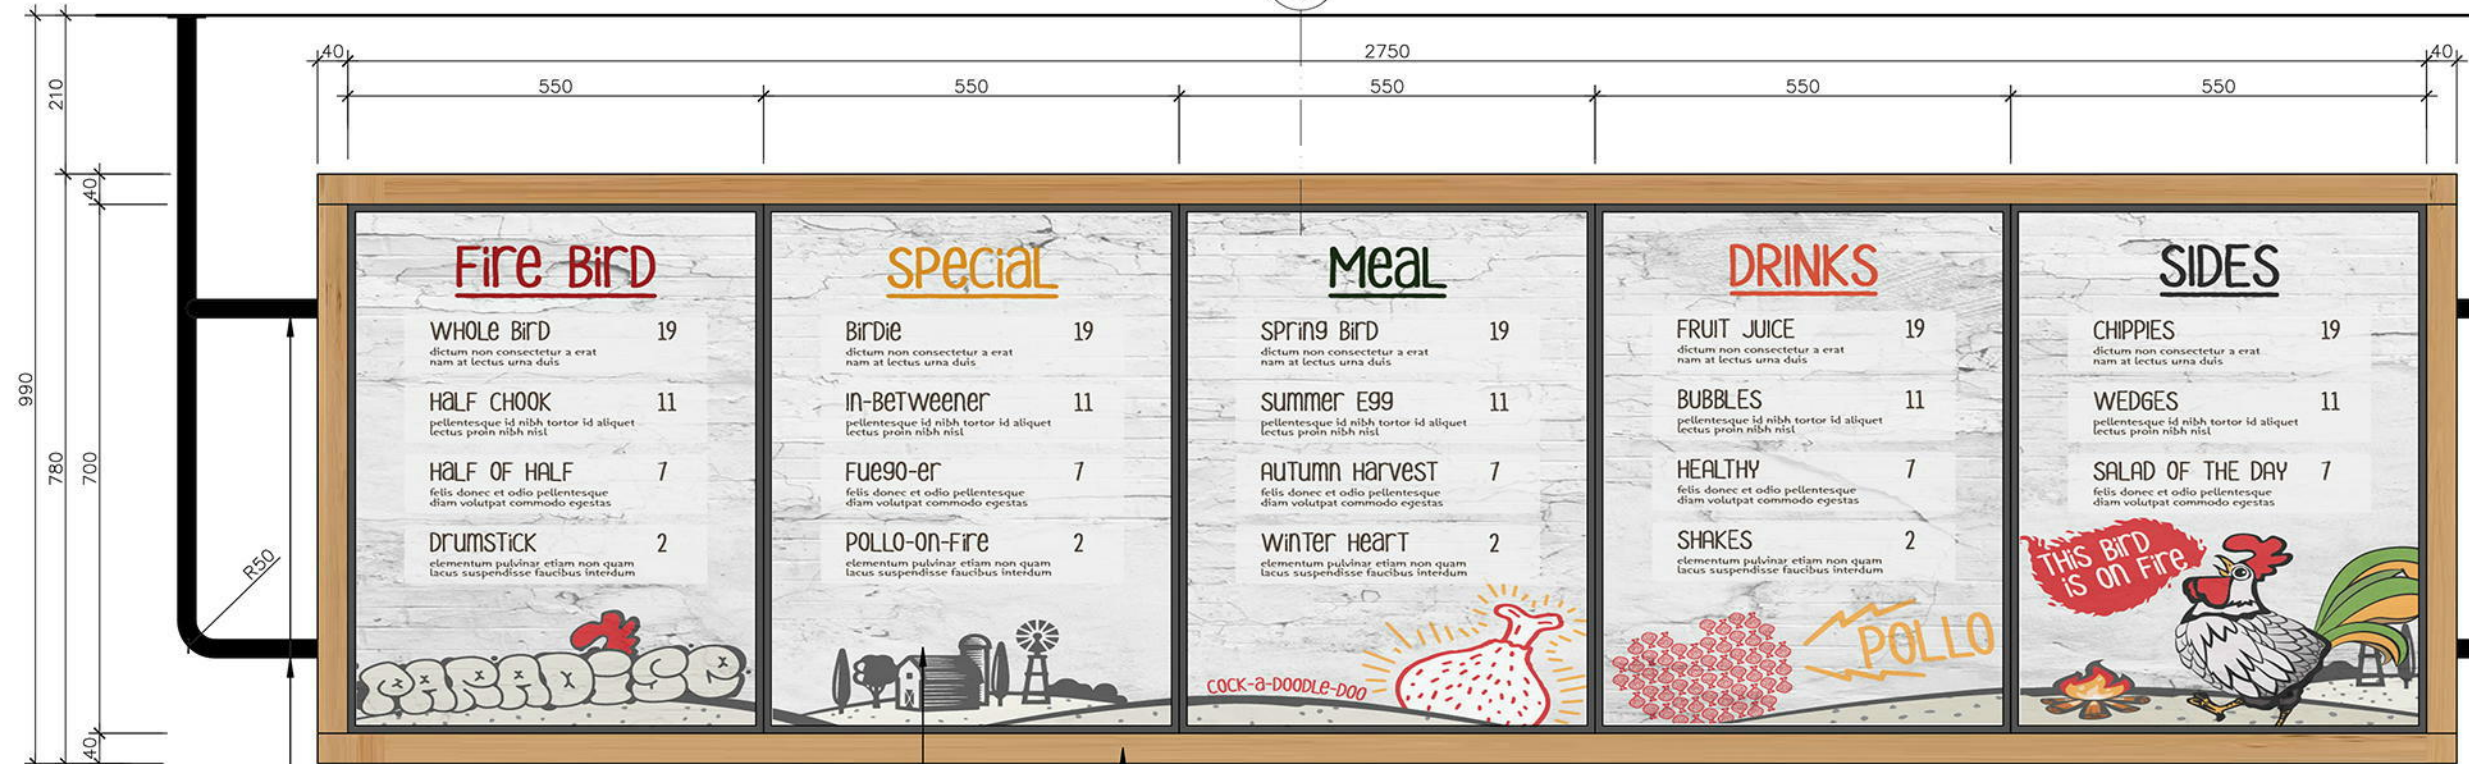 40
2750
40
550
550
550
550
550
210
40
990
780
700
40
R50
Fire Bird
WHOLE BirD 19
dictum non consectetur a erat
nam at lectus urna duis
HaLF CHOOK 11
pellentesque id nibh tortor id aliquet
lectus proin nibh nisl
HaLF OF HALF 7
felis donec et odio pellentesque
diam volutpat commodo egestas
DrumSTiCK 2
elementum pulvinar etiam non quam
lacus suspendisse faucibus interdum
PARADISE
SPeCiaL
BirDie 19
dictum non consectetur a erat
nam at lectus urna duis
in-BeTweener 11
pellentesque id nibh tortor id aliquet
lectus proin nibh nisl
Fuego-er 7
felis donec et odio pellentesque
diam volutpat commodo egestas
POLLO-on-Fire 2
elementum pulvinar etiam non quam
lacus suspendisse faucibus interdum
MeaL
SPring BirD 19
dictum non consectetur a erat
nam at lectus urna duis
Summer Egg 11
pellentesque id nibh tortor id aliquet
lectus proin nibh nisl
AUTUmn HarveST 7
felis donec et odio pellentesque
diam volutpat commodo egestas
WinTer HearT 2
elementum pulvinar etiam non quam
lacus suspendisse faucibus interdum
COCK-a-DOODLe-DOO
DRINKS
FRUIT JUICE 19
dictum non consectetur a erat
nam at lectus urna duis
BUBBLES 11
pellentesque id nibh tortor id aliquet
lectus proin nibh nisl
HEALTHY 7
felis donec et odio pellentesque
diam volutpat commodo egestas
SHAKES 2
elementum pulvinar etiam non quam
lacus suspendisse faucibus interdum
POLLO
SIDES
CHIPPIES 19
dictum non consectetur a erat
nam at lectus urna duis
WEDGES 11
pellentesque id nibh tortor id aliquet
lectus proin nibh nisl
SALAD OF THE DAY 7
felis donec et odio pellentesque
diam volutpat commodo egestas
THiS BirD
iS on Fire